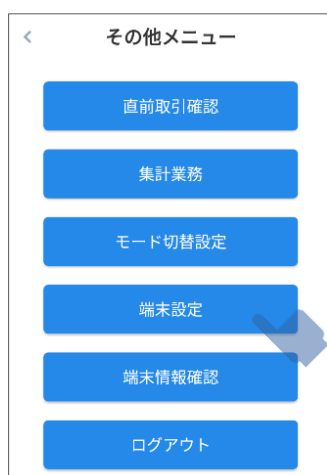 その他メニュー
直前取引確認
集計業務
モード切替設定
端末設定
端末情報確認
ログアウト